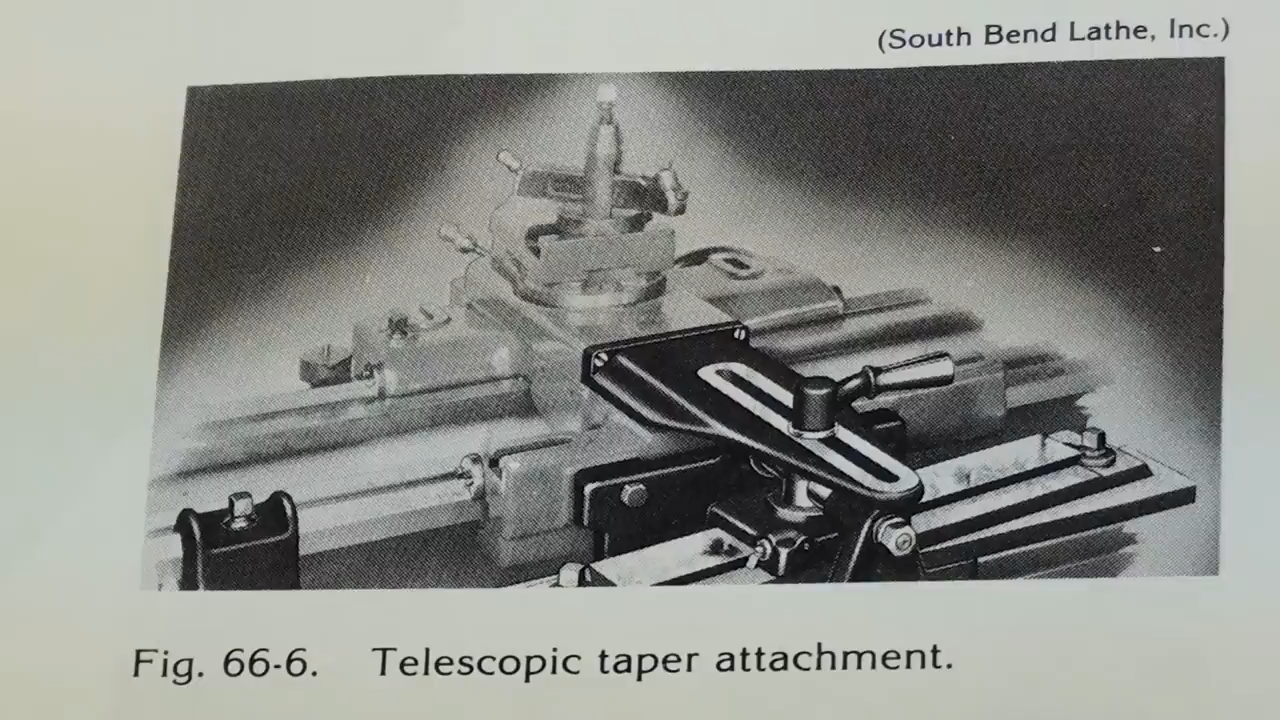 (South Bend Lathe, Inc.)
Fig. 66-6. Telescopic taper attachment.